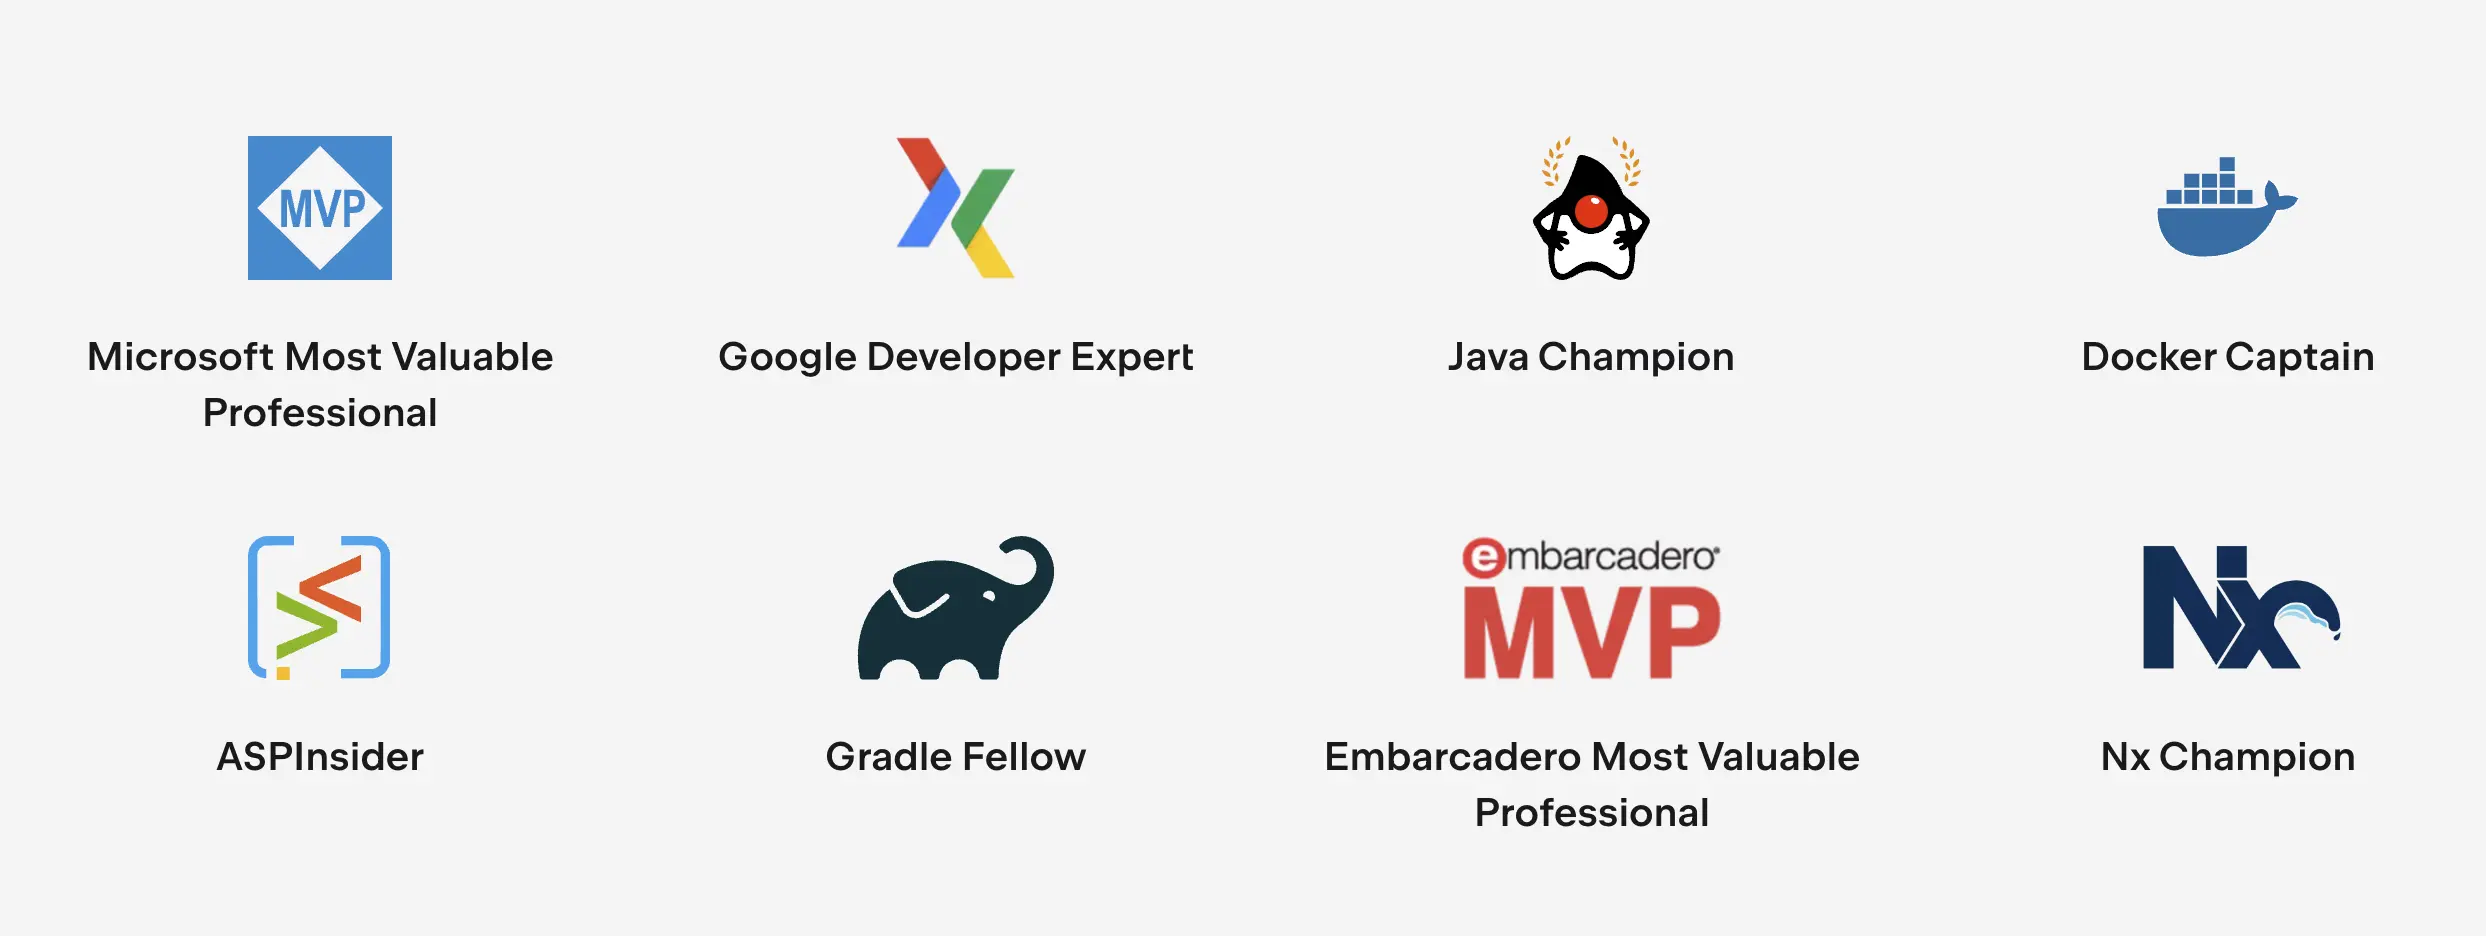 MVP
Microsoft Most Valuable
Professional
Google Developer Expert
Java Champion
Docker Captain
ASPInsider
Gradle Fellow
embarcadero®
MVP
Embarcadero Most Valuable
Professional
Nx
Nx Champion